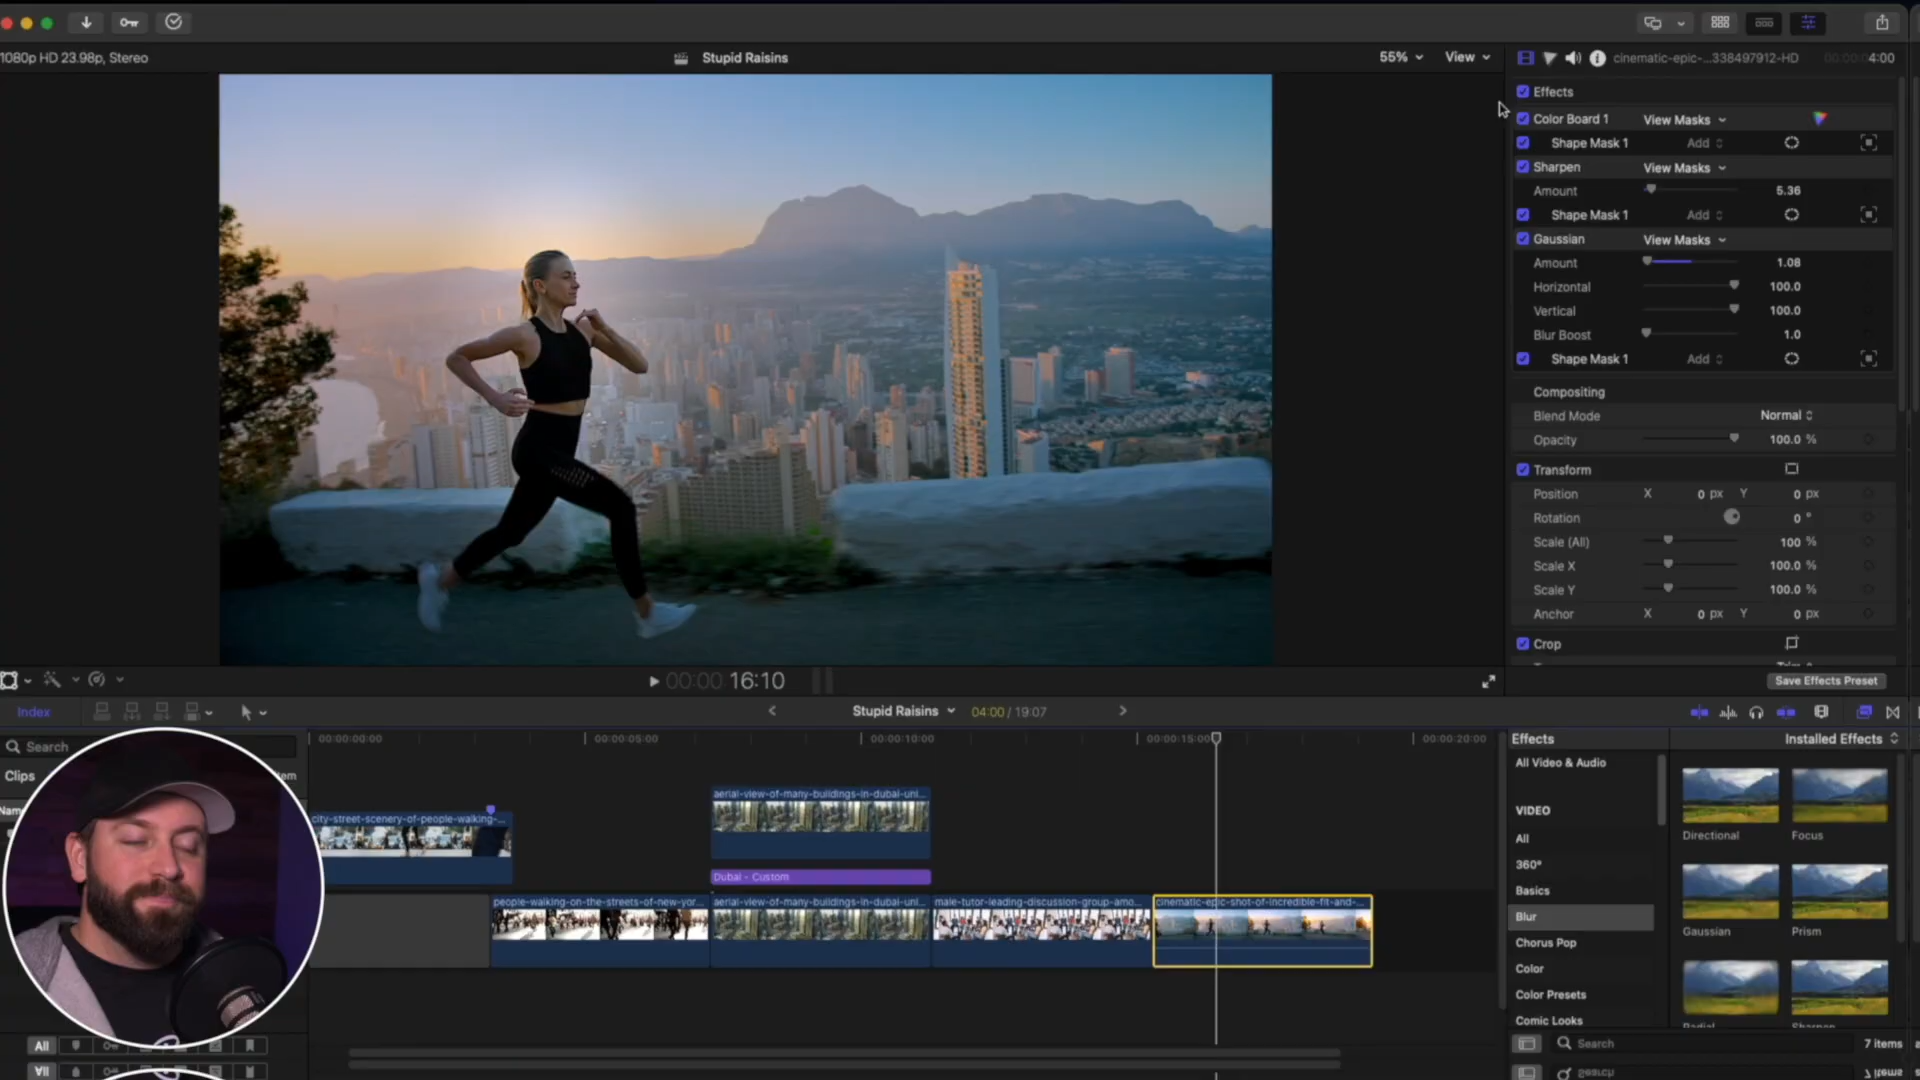 1080p HD 23.98p, Stereo
Stupid Raisins
55%
View
cinematic-epic-...338497912-HD
00:00:04:00
Effects
Color Board 1
View Masks
Shape Mask 1
Add
Sharpen
View Masks
Amount
5.36
Shape Mask 1
Add
Gaussian
View Masks
Amount
1.08
Horizontal
100.0
Vertical
100.0
Blur Boost
1.0
Shape Mask 1
Add
Compositing
Blend Mode
Normal
Opacity
100.0 %
Transform
Position
X 0 px Y 0 px
Rotation
0 °
Scale (All)
100 %
Scale X
100.0 %
Scale Y
100.0 %
Anchor
X 0 px Y 0 px
Crop
Save Effects Preset
00:00 16:10
Index
Stupid Raisins
04:00 / 19:07
Search
Clips
00:00:00:00
00:00:05:00
00:00:10:00
00:00:15:00
00:00:20:00
aerial-view-of-many-buildings-in-dubai-uni...
city-street-scenery-of-people-walking-...
Dubai - Custom
people-walking-on-the-streets-of-new-yor...
aerial-view-of-many-buildings-in-dubai-uni...
male-tutor-leading-discussion-group-amo...
cinematic-epic-shot-of-incredible-fit-and-...
All
Effects
Installed Effects
All Video & Audio
VIDEO
All
360°
Basics
Blur
Chorus Pop
Color
Color Presets
Comic Looks
Directional
Focus
Gaussian
Prism
Radial
Sharpen
Search
7 items